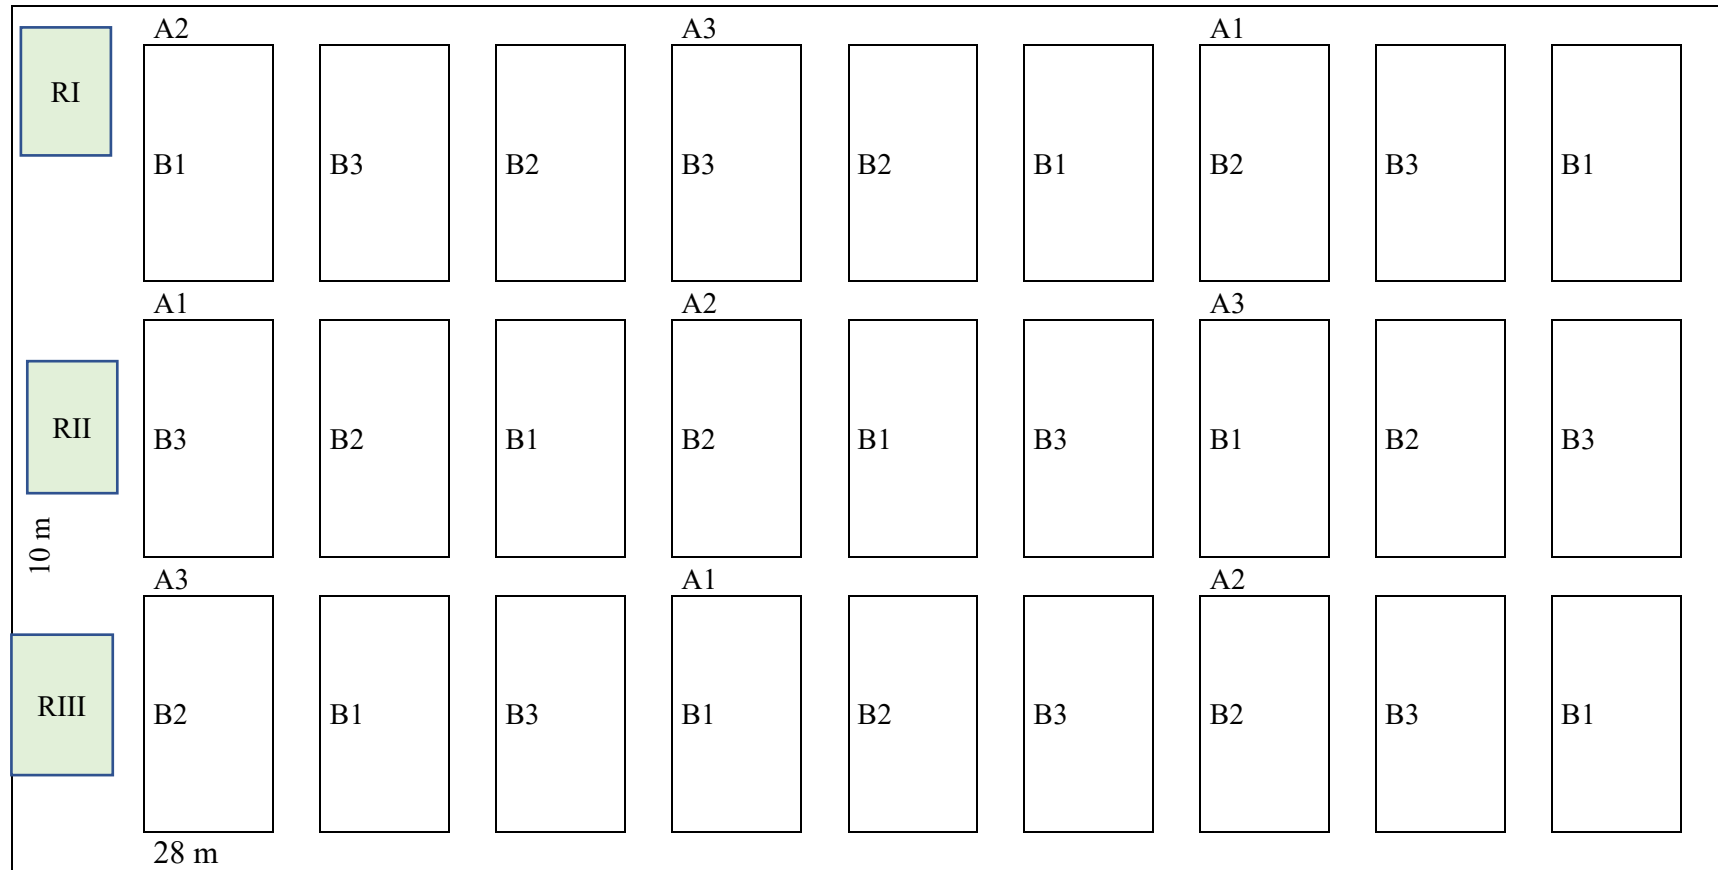 A2 A3 A1
RI
B1 B3 B2 B3 B2 B1 B2 B3 B1
A1 A2 A3
RII
B3 B2 B1 B2 B1 B3 B1 B2 B3
10 m
A3 A1 A2
RIII
B2 B1 B3 B1 B2 B3 B2 B3 B1
28 m